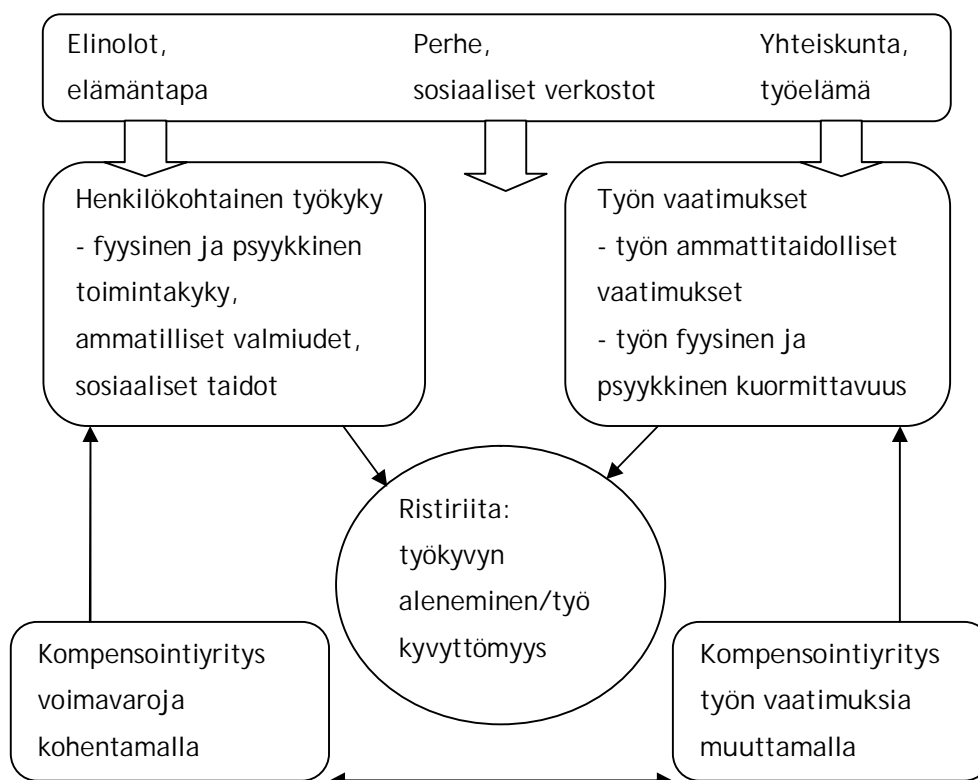 Elinolot,
elämäntapa
Perhe,
sosiaaliset verkostot
Yhteiskunta,
työelämä
Henkilökohtainen työkyky
- fyysinen ja psyykkinen
toimintakyky,
ammatilliset valmiudet,
sosiaaliset taidot
Työn vaatimukset
- työn ammattitaidolliset
vaatimukset
- työn fyysinen ja
psyykkinen kuormittavuus
Ristiriita:
työkyvyn
aleneminen/työ
kyvyttömyys
Kompensointiyritys
voimavaroja
kohentamalla
Kompensointiyritys
työn vaatimuksia
muuttamalla